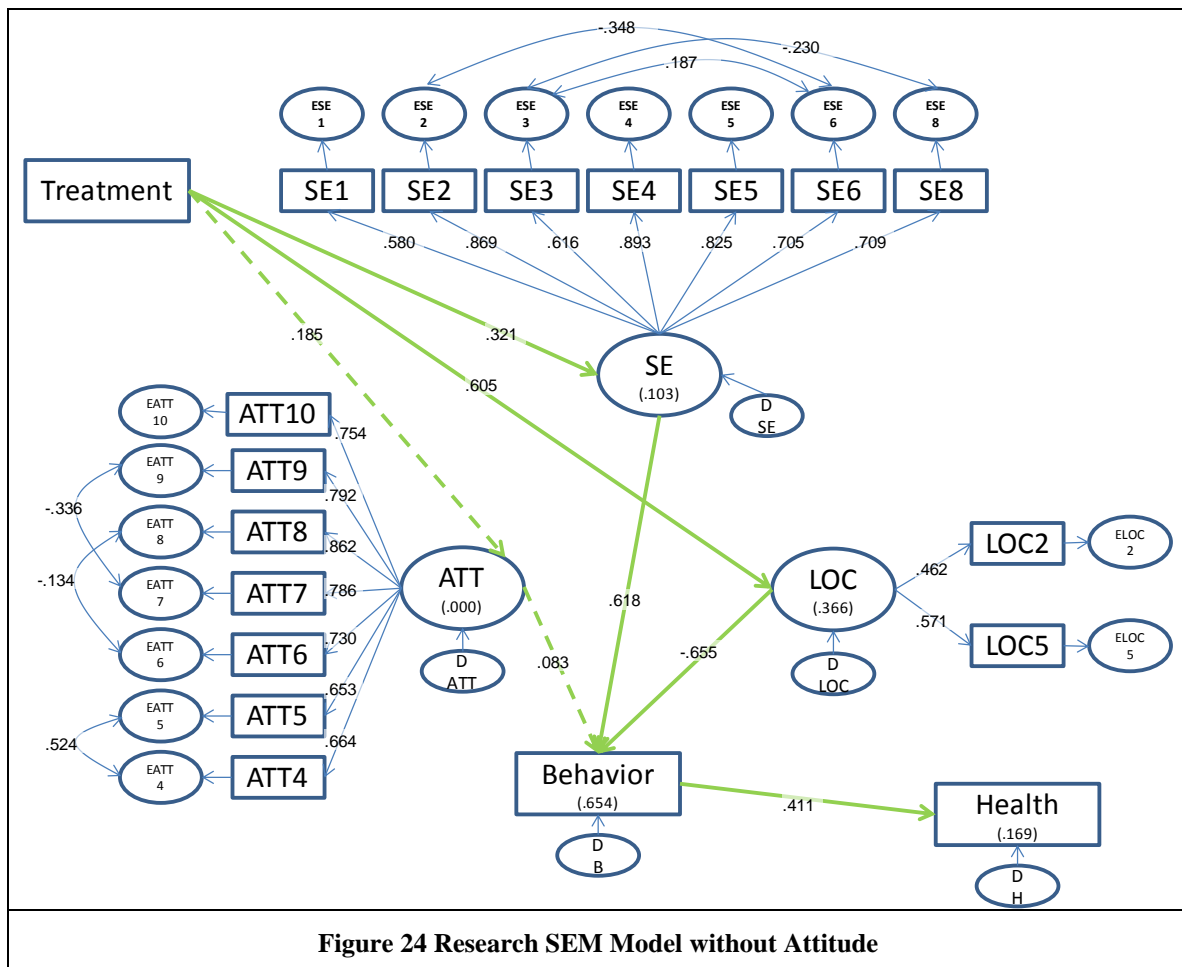 -.348
-.230
.187
ESE 1
ESE 2
ESE 3
ESE 4
ESE 5
ESE 6
ESE 8
Treatment
SE1
SE2
SE3
SE4
SE5
SE6
SE8
.580
.869
.616
.893
.825
.705
.709
.185
.321
.605
SE
(.103)
D
SE
EATT
10
ATT10
.754
EATT
9
ATT9
.792
-.336
EATT
8
ATT8
.862
-.134
EATT
7
ATT7
.786
EATT
6
ATT6
.730
EATT
5
ATT5
.653
.524
EATT
4
ATT4
.664
ATT
(.000)
D
ATT
.083
.618
-.655
LOC
(.366)
D
LOC
.462
LOC2
ELOC
2
.571
LOC5
ELOC
5
Behavior
(.654)
D
B
.411
Health
(.169)
D
H
Figure 24 Research SEM Model without Attitude